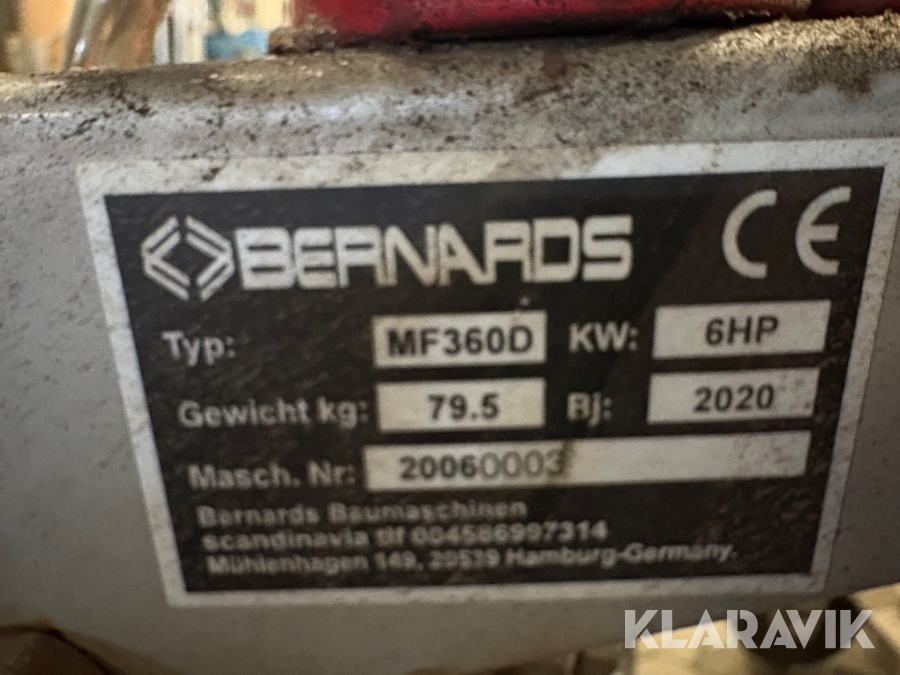 BERNARDS CE
Typ: MF360D KW: 6HP
Gewicht kg: 79.5 Bj: 2020
Masch. Nr: 20060003
Bernards Baumaschinen
Scandinavia tlf 004586997314
Mühlenhagen 149, 20539 Hamburg-Germany.
KLARAVIK